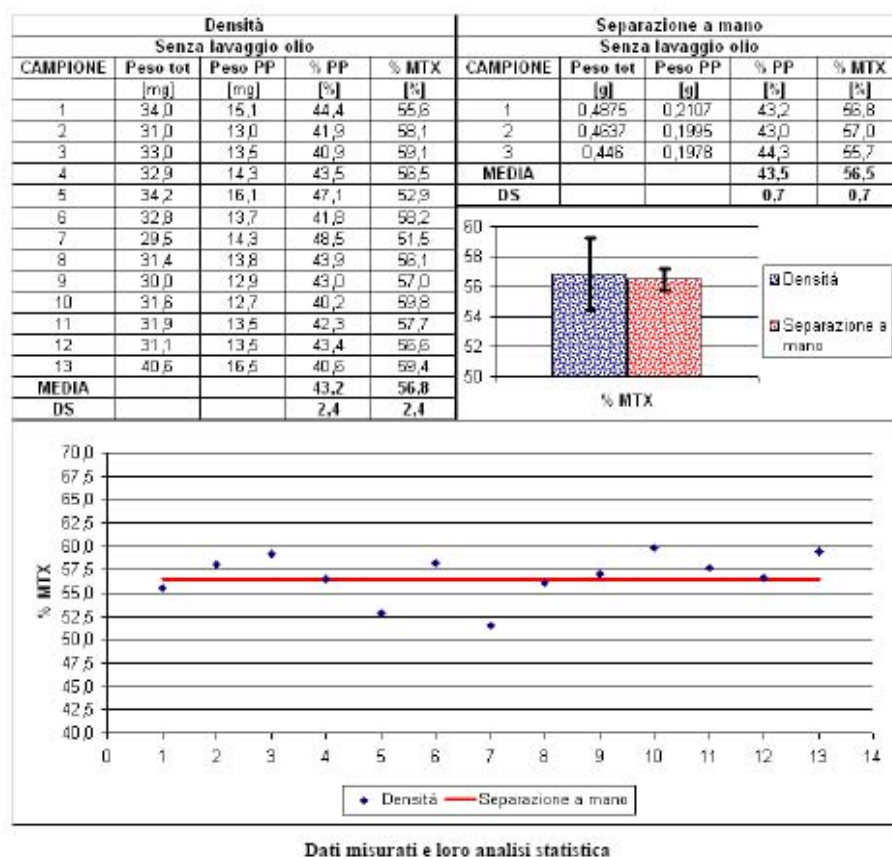 Densità
Senza lavaggio olio
CAMPIONE Peso tot Peso PP % PP % MTX
[mg] [mg] [%] [%]
1 34,0 15,1 44,4 55,6
2 31,0 13,0 41,9 58,1
3 33,0 13,5 40,9 59,1
4 32,9 14,3 43,5 56,5
5 34,2 16,1 47,1 52,9
6 32,8 13,7 41,8 58,2
7 29,5 14,3 48,5 51,5
8 31,4 13,8 43,9 56,1
9 30,0 12,9 43,0 57,0
10 31,6 12,7 40,2 59,8
11 31,9 13,5 42,3 57,7
12 31,1 13,5 43,4 56,6
13 40,6 16,5 40,6 59,4
MEDIA 43,2 56,8
DS 2,4 2,4
Separazione a mano
Senza lavaggio olio
CAMPIONE Peso tot Peso PP % PP % MTX
[g] [g] [%] [%]
1 0,4875 0,2107 43,2 56,8
2 0,4637 0,1995 43,0 57,0
3 0,446 0,1978 44,3 55,7
MEDIA 43,5 56,5
DS 0,7 0,7
60
58
56
54
52
50
% MTX
Densità
Separazione a
mano
70,0
67,5
65,0
62,5
60,0
57,5
55,0
52,5
50,0
47,5
45,0
42,5
40,0
% MTX
0 1 2 3 4 5 6 7 8 9 10 11 12 13 14
Densità Separazione a mano
Dati misurati e loro analisi statistica